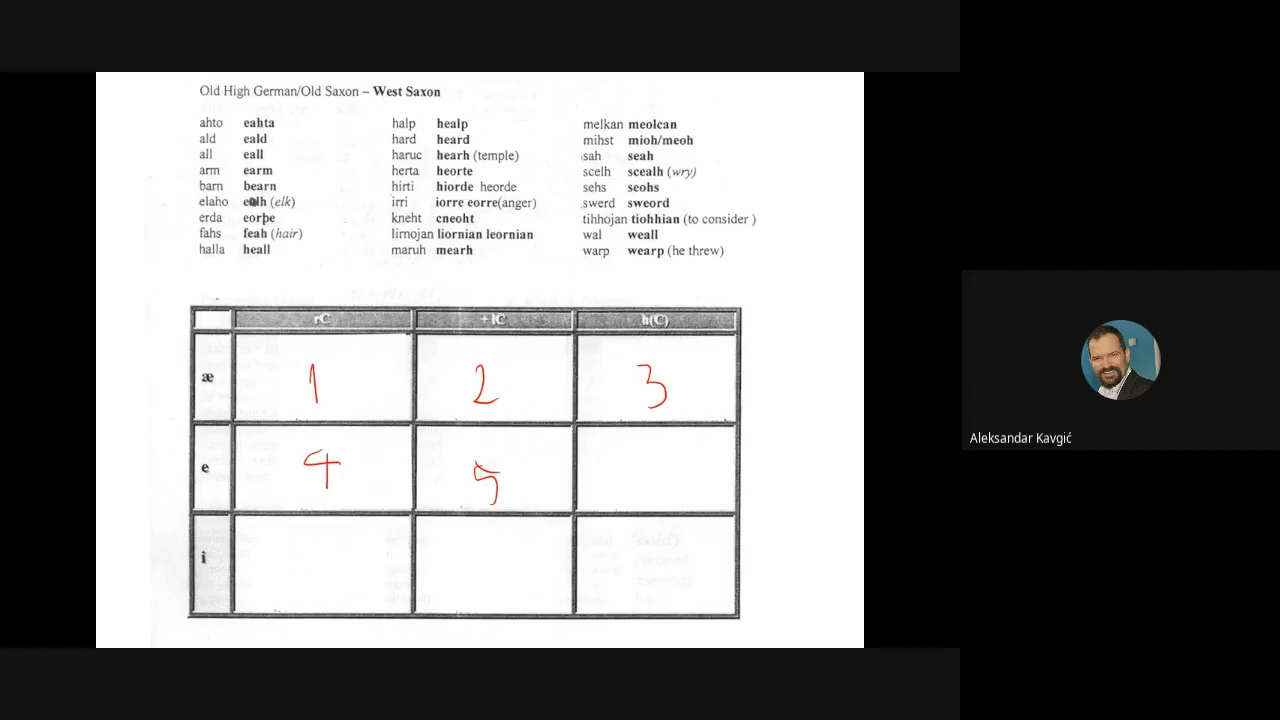 Old High German/Old Saxon – West Saxon
ahto eahta
ald eald
all eall
arm earm
barn bearn
elaho eolh (elk)
erda eorþe
fahs feah (hair)
halla heall
halp healp
hard heard
haruc hearh (temple)
herta heorte
hirti hiorde heorde
irri iorre eorre(anger)
kneht cneoht
lirnojan liornian leornian
maruh mearh
melkan meolcan
mihst mioh/meoh
sah seah
scelh scealh (wry)
sehs seohs
swerd sweord
tihhojan tiohhian (to consider )
wal weall
warp wearp (he threw)
rC + lC h(C)
æ 1 2 3
e 4 5
i
Aleksandar Kavgić